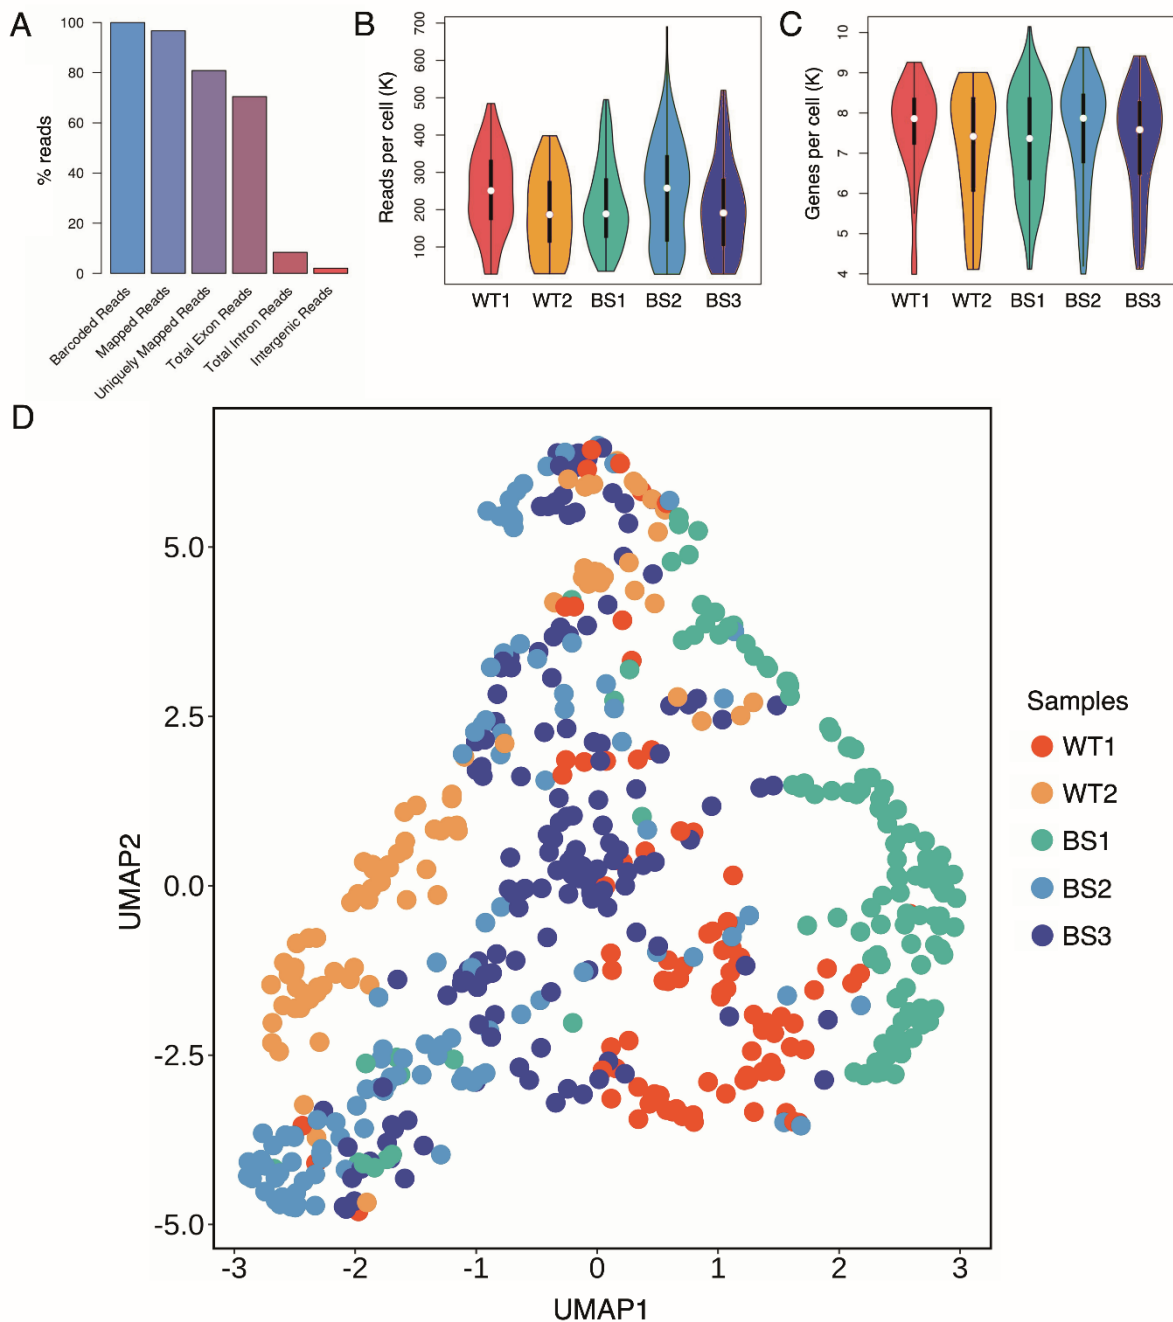 A
% reads
100
80
60
40
20
0
Barcoded Reads
Mapped Reads
Uniquely Mapped Reads
Total Exon Reads
Total Intron Reads
Intergenic Reads
B
Reads per cell (K)
700
600
500
400
300
200
100
WT1 WT2 BS1 BS2 BS3
C
Genes per cell (K)
10
9
8
7
6
5
4
WT1 WT2 BS1 BS2 BS3
D
UMAP2
5.0
2.5
0.0
-2.5
-5.0
-3 -2 -1 0 1 2 3
UMAP1
Samples
WT1
WT2
BS1
BS2
BS3